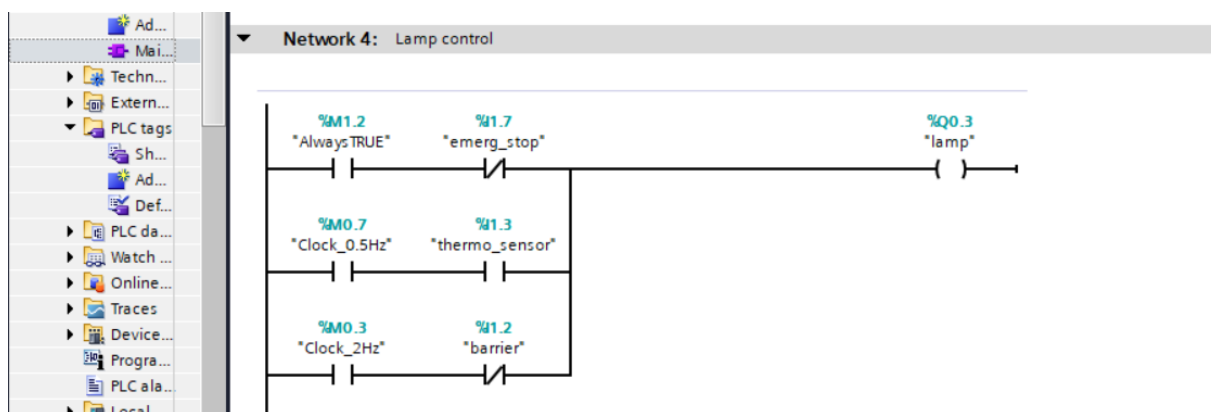 Ad...
Mai...
Techn...
Extern...
PLC tags
Sh...
Ad...
Def...
PLC da...
Watch ...
Online...
Traces
Device...
Progra...
PLC ala...
Local
Network 4: Lamp control
%M1.2 %I1.7 %Q0.3
"AlwaysTRUE" "emerg_stop" "lamp"
%M0.7 %I1.3
"Clock_0.5Hz" "thermo_sensor"
%M0.3 %I1.2
"Clock_2Hz" "barrier"